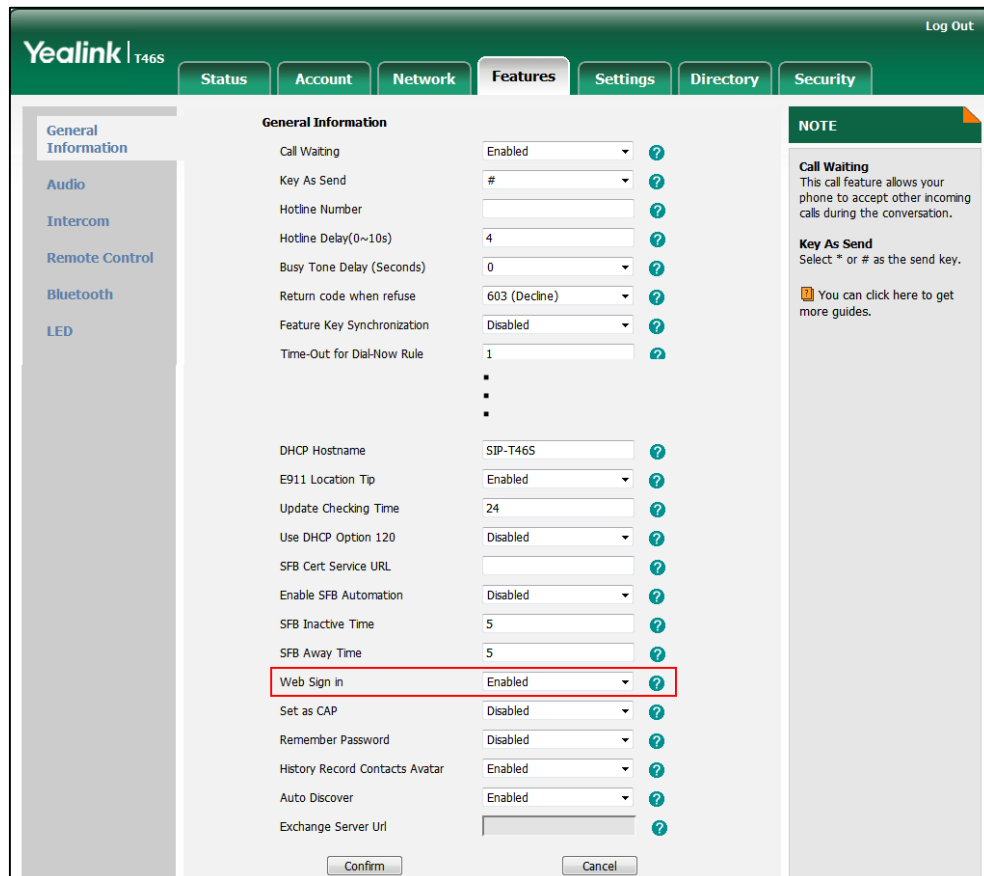 Log Out
Yealink T46S
Status Account Network Features Settings Directory Security
General
Information
Audio
Intercom
Remote Control
Bluetooth
LED
General Information
Call Waiting Enabled
Key As Send #
Hotline Number
Hotline Delay(0~10s) 4
Busy Tone Delay (Seconds) 0
Return code when refuse 603 (Decline)
Feature Key Synchronization Disabled
Time-Out for Dial-Now Rule 1
DHCP Hostname SIP-T46S
E911 Location Tip Enabled
Update Checking Time 24
Use DHCP Option 120 Disabled
SFB Cert Service URL
Enable SFB Automation Disabled
SFB Inactive Time 5
SFB Away Time 5
Web Sign in Enabled
Set as CAP Disabled
Remember Password Disabled
History Record Contacts Avatar Enabled
Auto Discover Enabled
Exchange Server Url
Confirm Cancel
NOTE
Call Waiting
This call feature allows your
phone to accept other incoming
calls during the conversation.
Key As Send
Select * or # as the send key.
You can click here to get
more guides.